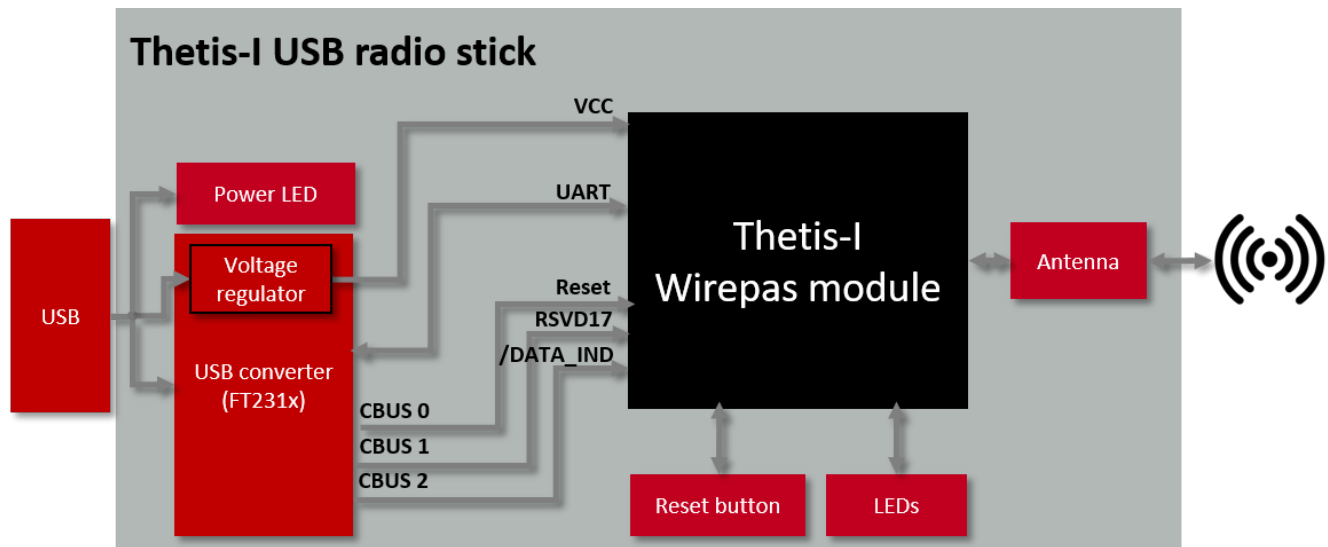 Thetis-I USB radio stick
VCC
Power LED
UART
USB
Voltage
regulator
Thetis-I
Wirepas module
Antenna
Reset
RSVD17
/DATA_IND
USB converter
(FT231x)
CBUS 0
CBUS 1
CBUS 2
Reset button
LEDs